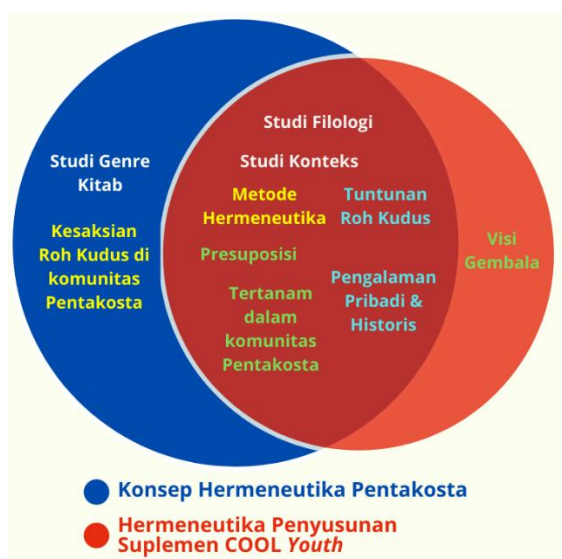 Studi Filologi
Studi Genre
Kitab
Studi Konteks
Kesaksian
Roh Kudus di
komunitas
Pentakosta
Metode
Hermeneutika
Tuntunan
Roh Kudus
Presuposisi
Pengalaman
Pribadi &
Historis
Tertanam
dalam
komunitas
Pentakosta
Visi
Gembala
Konsep Hermeneutika Pentakosta
Hermeneutika Penyusunan
Suplemen COOL Youth